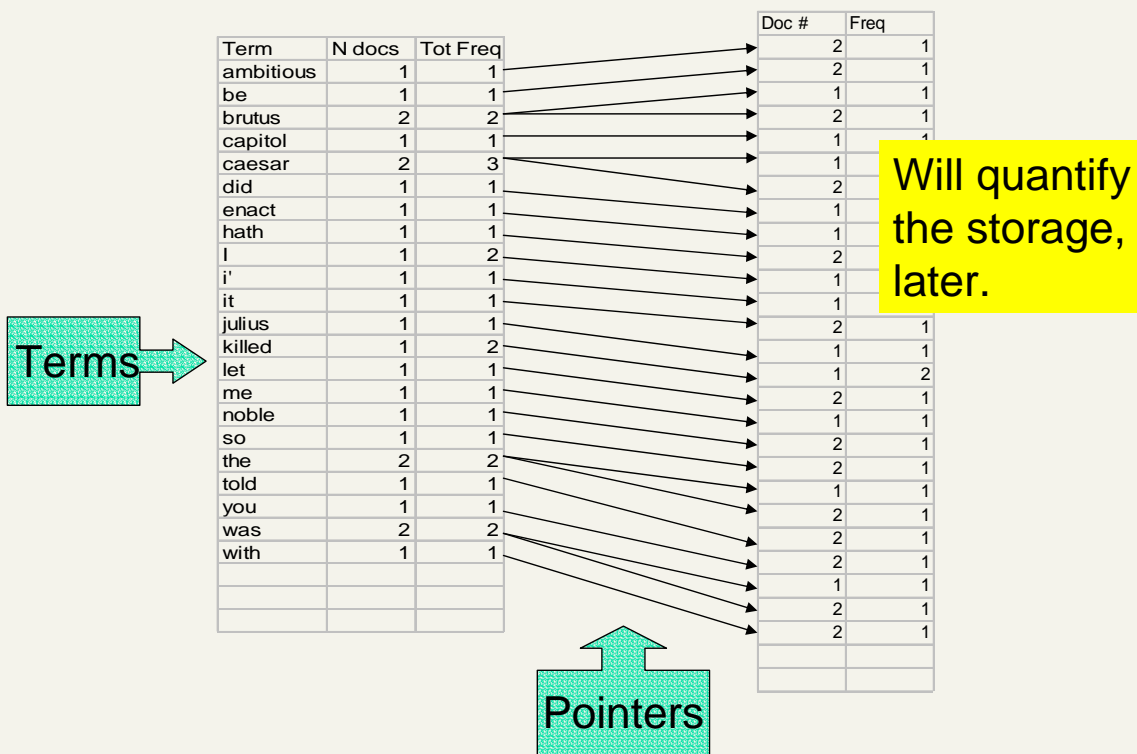 Term N docs Tot Freq
ambitious 1 1
be 1 1
brutus 2 2
capitol 1 1
caesar 2 3
did 1 1
enact 1 1
hath 1 1
I 1 2
i' 1 1
it 1 1
julius 1 1
killed 1 2
let 1 1
me 1 1
noble 1 1
so 1 1
the 2 2
told 1 1
you 1 1
was 2 2
with 1 1
Doc # Freq
2 1
2 1
1 1
2 1
1 1
1
2
1
1
2
1
1
2 1
1 1
1 2
2 1
1 1
2 1
2 1
1 1
2 1
2 1
2 1
1 1
2 1
2 1
Will quantify
the storage,
later.
Terms
Pointers